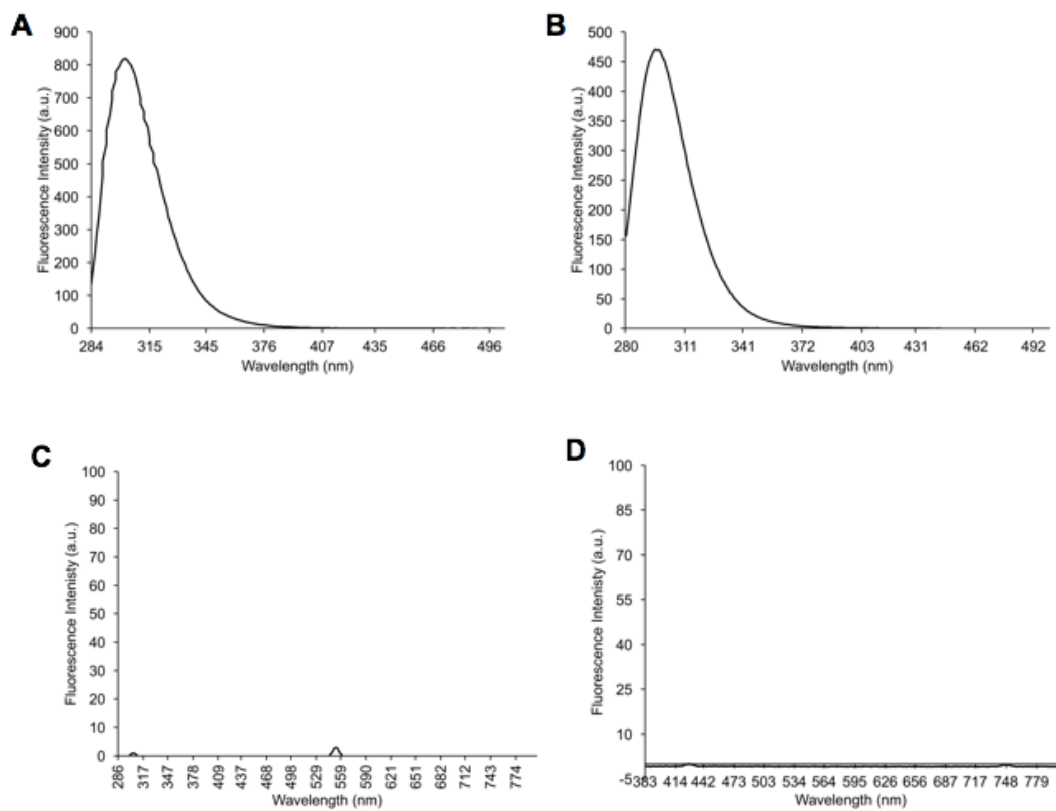 A
B
900
800
700
600
500
400
300
200
100
0
Fluorescence Intensity (a.u.)
284 315 345 376 407 435 466 496
Wavelength (nm)
500
450
400
350
300
250
200
150
100
50
0
Fluorescence Intensity (a.u.)
280 311 341 372 403 431 462 492
Wavelength (nm)
C
D
100
90
80
70
60
50
40
30
20
10
0
Fluorescence Intenisty (a.u.)
286 317 347 378 409 437 468 498 529 559 590 621 651 682 712 743 774
Wavelength (nm)
100
85
70
55
40
25
10
-5
Fluorescence Intenisty (a.u.)
383 414 442 473 503 534 564 595 626 656 687 717 748 779
Wavelength (nm)